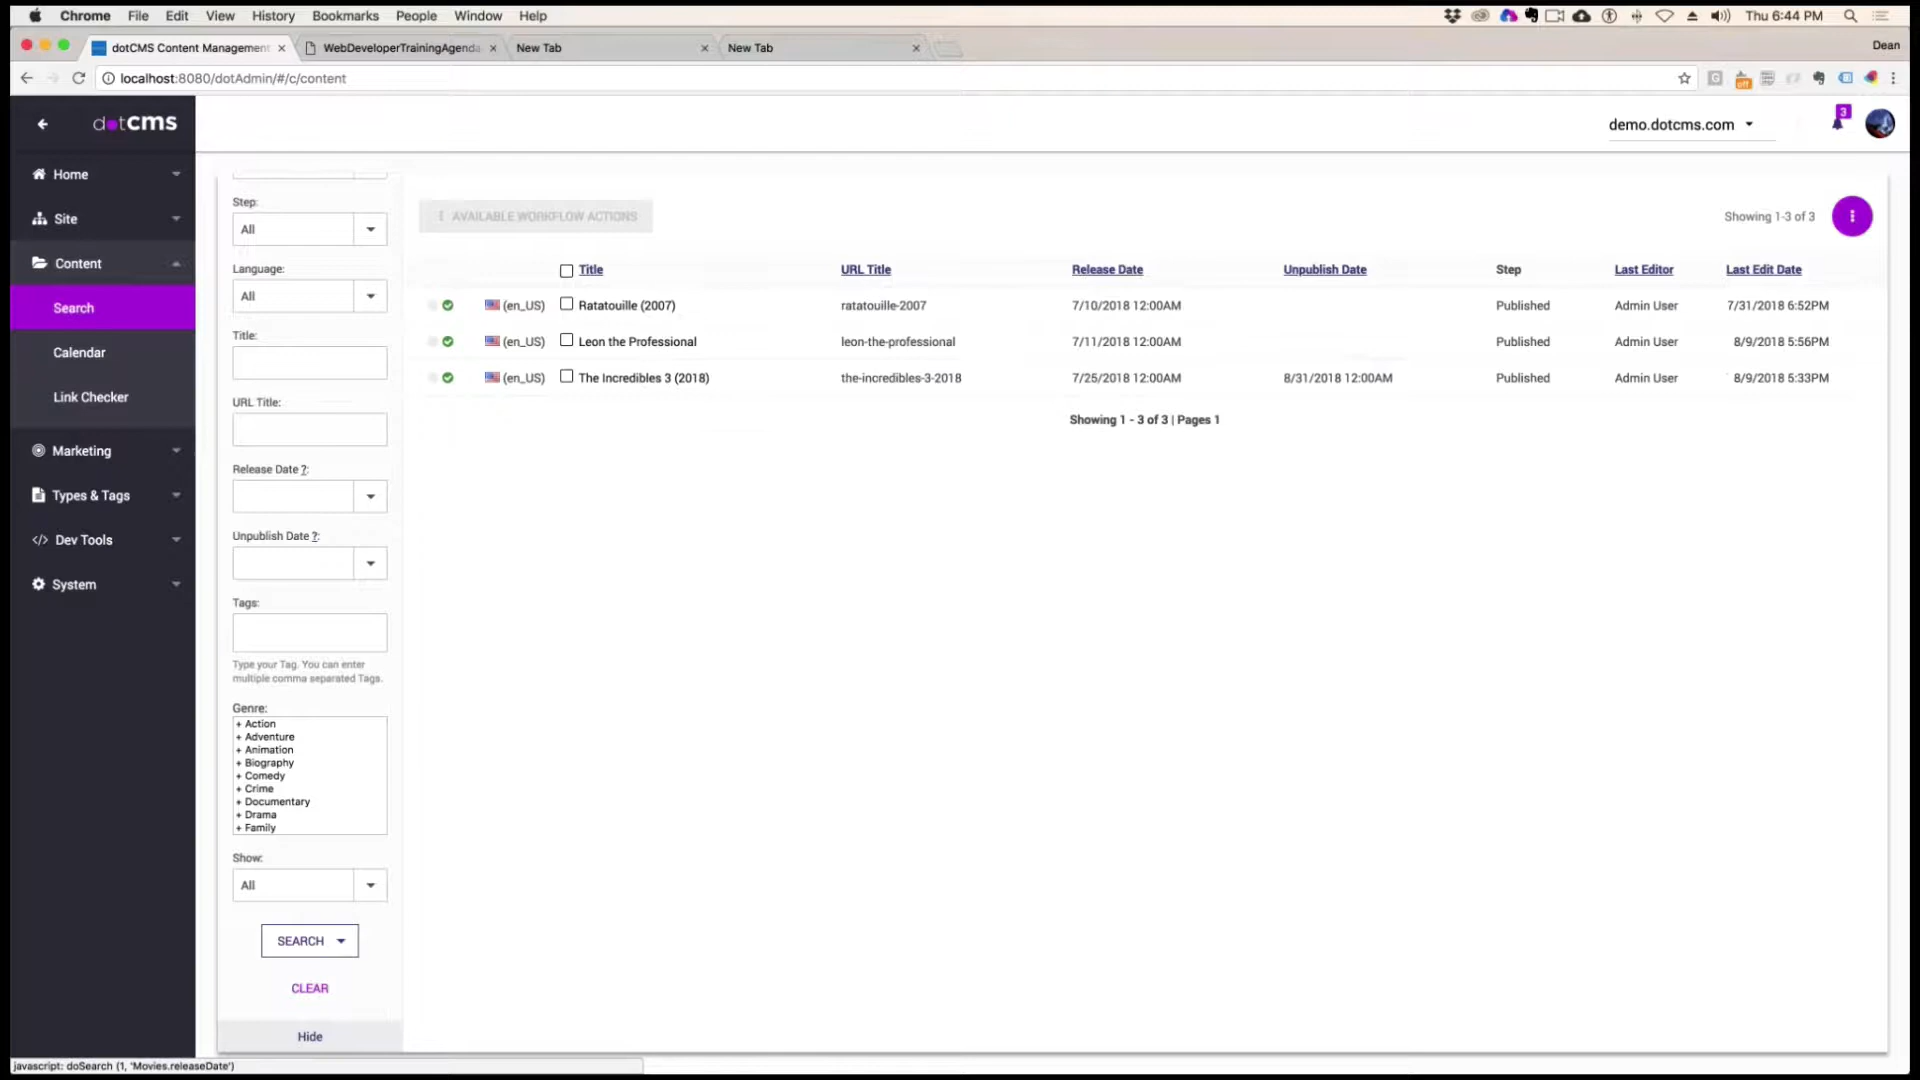 Chrome File Edit View History Bookmarks People Window Help Thu 6:44 PM
dotCMS Content Management WebDeveloperTrainingAgenda New Tab New Tab Dean
localhost:8080/dotAdmin/#/c/content
off
dotCMS
demo.dotcms.com
3
Home
Site
Content
Search
Calendar
Link Checker
Marketing
Types & Tags
</> Dev Tools
System
Step:
All
Language:
All
Title:
URL Title:
Release Date ?:
Unpublish Date ?:
Tags:
Type your Tag. You can enter
multiple comma separated Tags.
Genre:
+ Action
+ Adventure
+ Animation
+ Biography
+ Comedy
+ Crime
+ Documentary
+ Drama
+ Family
Show:
All
SEARCH
CLEAR
Hide
AVAILABLE WORKFLOW ACTIONS
Showing 1-3 of 3
Title URL Title Release Date Unpublish Date Step Last Editor Last Edit Date
(en_US) Ratatouille (2007) ratatouille-2007 7/10/2018 12:00AM Published Admin User 7/31/2018 6:52PM
(en_US) Leon the Professional leon-the-professional 7/11/2018 12:00AM Published Admin User 8/9/2018 5:56PM
(en_US) The Incredibles 3 (2018) the-incredibles-3-2018 7/25/2018 12:00AM 8/31/2018 12:00AM Published Admin User 8/9/2018 5:33PM
Showing 1 - 3 of 3 | Pages 1
javascript: doSearch (1, 'Movies.releaseDate')